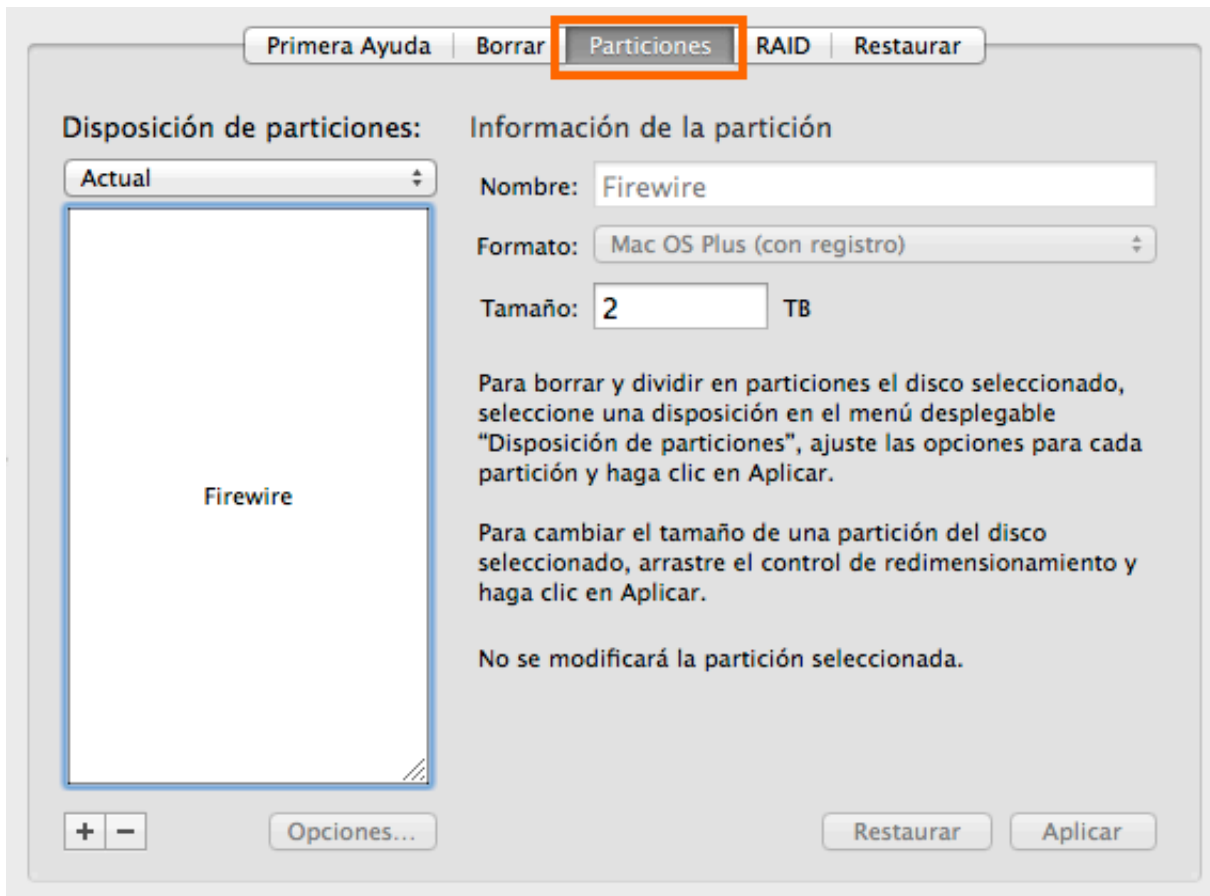 Primera Ayuda Borrar Particiones RAID Restaurar
Disposición de particiones:
Actual
Firewire
+ −
Opciones...
Información de la partición
Nombre: Firewire
Formato: Mac OS Plus (con registro)
Tamaño: 2 TB
Para borrar y dividir en particiones el disco seleccionado,
seleccione una disposición en el menú desplegable
“Disposición de particiones”, ajuste las opciones para cada
partición y haga clic en Aplicar.
Para cambiar el tamaño de una partición del disco
seleccionado, arrastre el control de redimensionamiento y
haga clic en Aplicar.
No se modificará la partición seleccionada.
Restaurar Aplicar